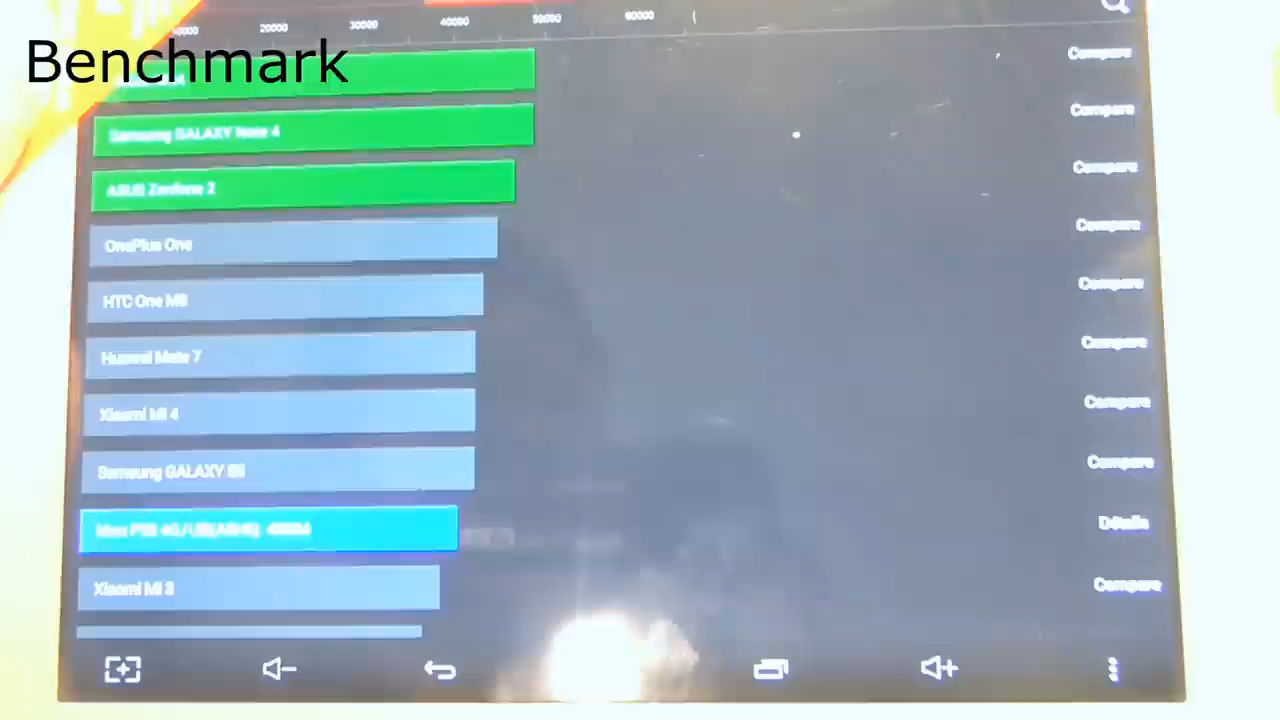 Benchmark
20000 30000 40000 50000 60000
Compare
Samsung GALAXY Note 4 Compare
ASUS Zenfone 2 Compare
OnePlus One Compare
HTC One M8 Compare
Huawei Mate 7 Compare
Xiaomi MI 4 Compare
Samsung GALAXY S5 Compare
Détails
Xiaomi MI 3 Compare